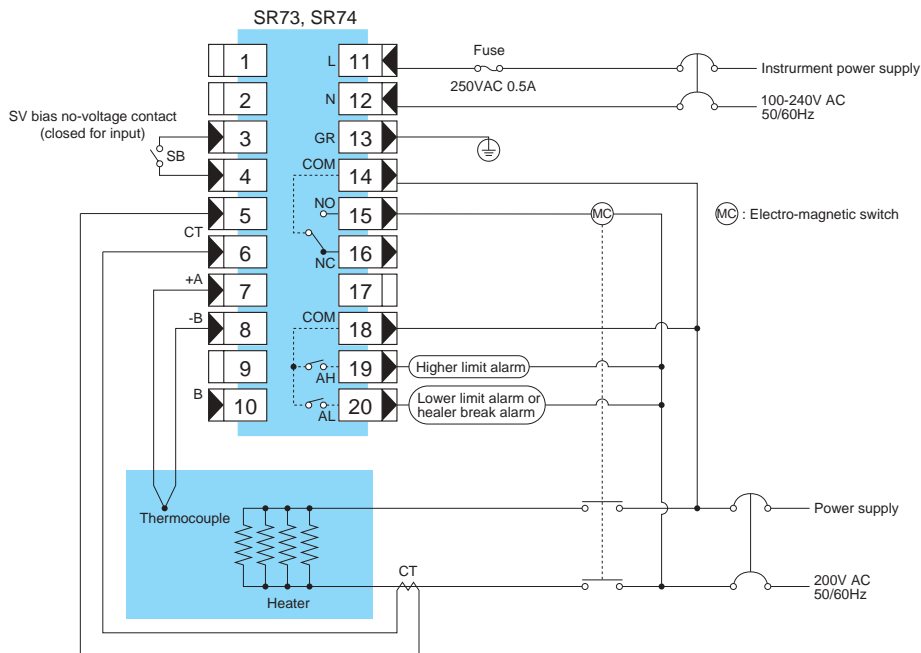 SR73, SR74
1
2
3
4
5
6
7
8
9
10
L 11
N 12
GR 13
COM 14
NO 15
NC 16
17
COM 18
AH 19
AL 20
Fuse
250VAC 0.5A
Instrurment power supply
100-240V AC
50/60Hz
SV bias no-voltage contact
(closed for input)
SB
CT
+A
-B
B
MC
MC : Electro-magnetic switch
Higher limit alarm
Lower limit alarm or
healer break alarm
Thermocouple
Heater
CT
Power supply
200V AC
50/60Hz